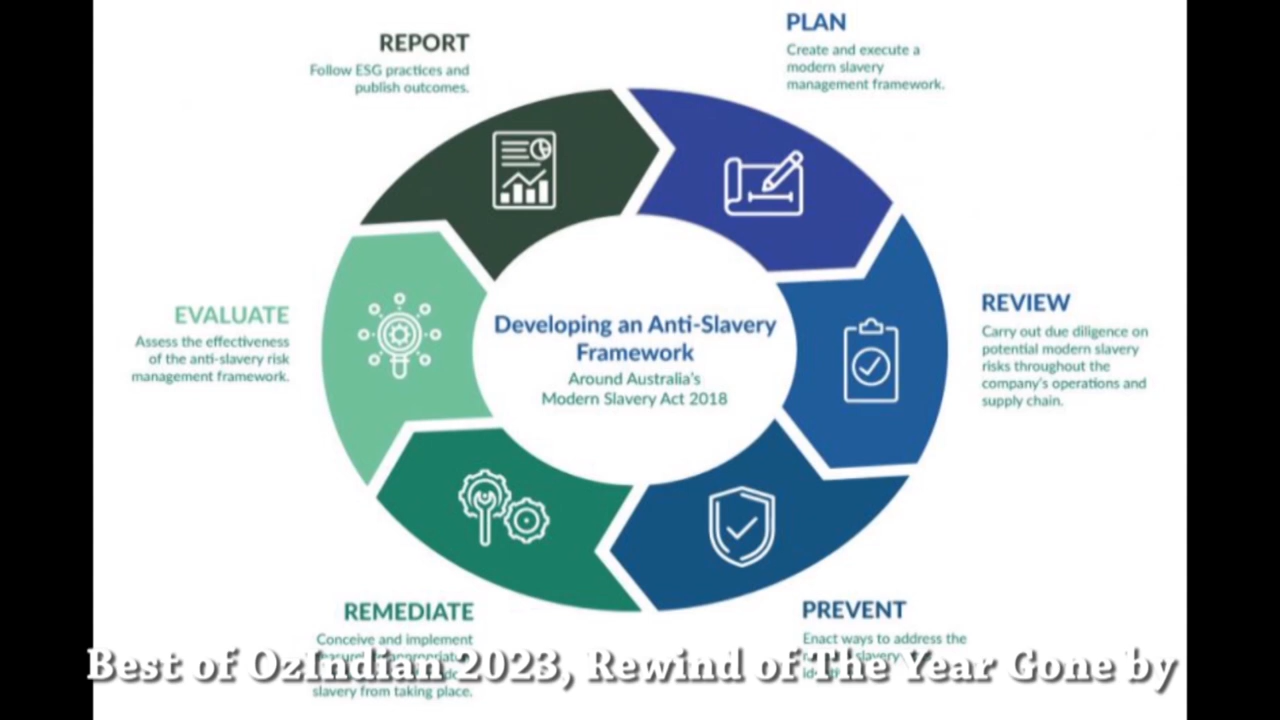 REPORT
Follow ESG practices and
publish outcomes.
PLAN
Create and execute a
modern slavery
management framework.
EVALUATE
Assess the effectiveness
of the anti-slavery risk
management framework.
Developing an Anti-Slavery
Framework
Around Australia's
Modern Slavery Act 2018
REVIEW
Carry out due diligence on
potential modern slavery
risks throughout the
company's operations and
supply chain.
REMEDIATE
Conceive and implement
slavery from taking place.
PREVENT
Enact ways to address the
slavery
Best of OzIndian 2023, Rewind of The Year Gone by